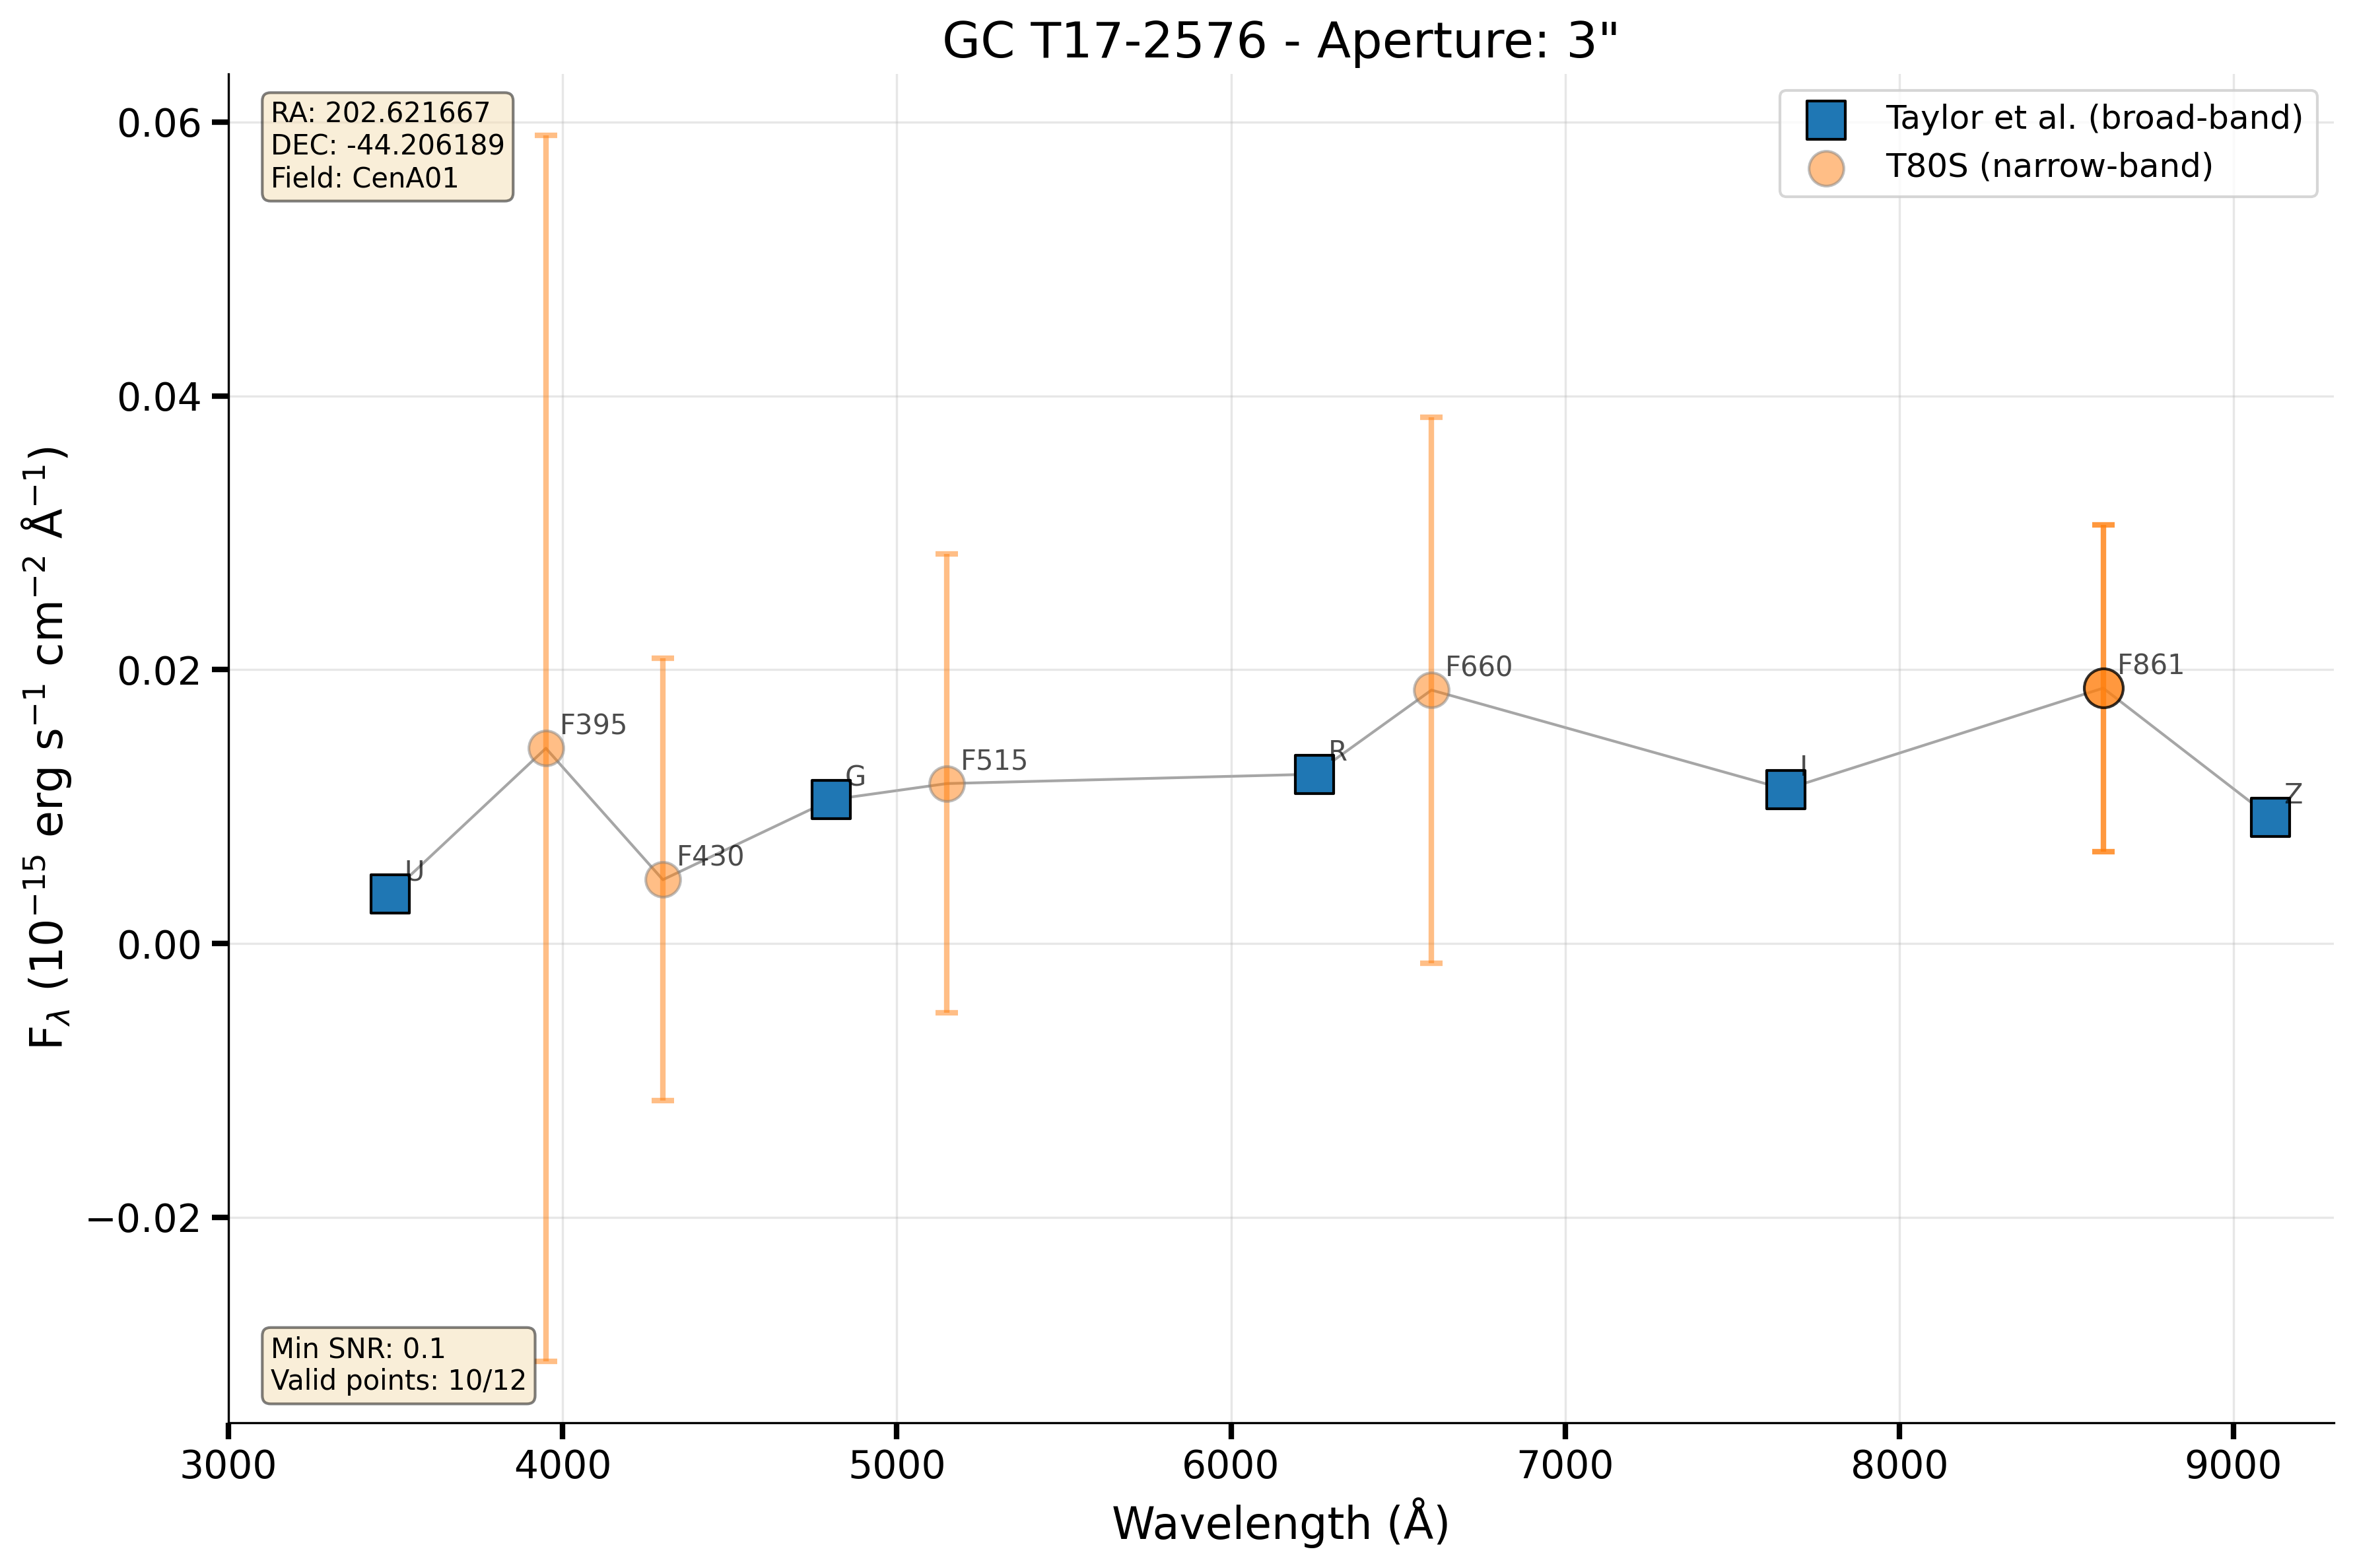 GC T17-2576 - Aperture: 3"
RA: 202.621667
DEC: -44.206189
Field: CenA01
Taylor et al. (broad-band)
T80S (narrow-band)
0.06
0.04
0.02
0.00
−0.02
F_λ (10⁻¹⁵ erg s⁻¹ cm⁻² Å⁻¹)
U
F395
F430
G
F515
R
F660
I
F861
Z
Min SNR: 0.1
Valid points: 10/12
3000 4000 5000 6000 7000 8000 9000
Wavelength (Å)